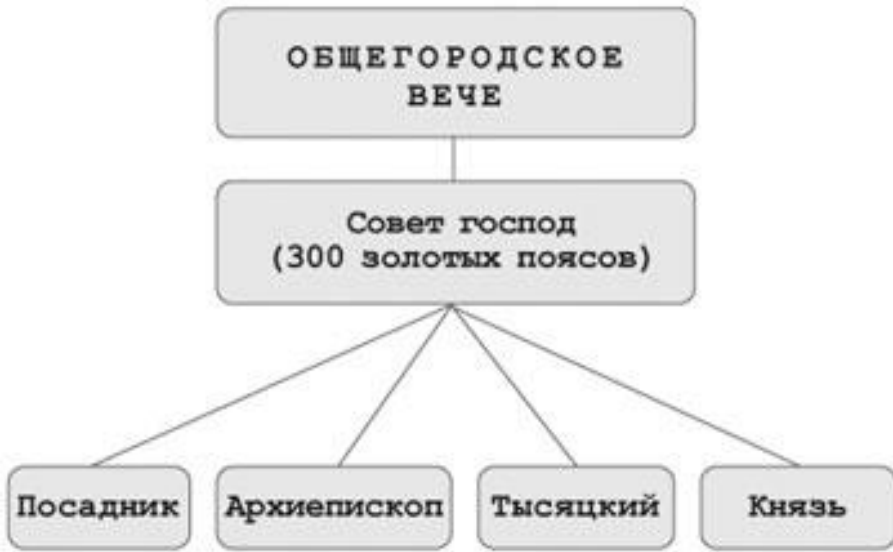 ОБЩЕГОРОДСКОЕ
ВЕЧЕ
Совет господ
(300 золотых поясов)
Посадник
Архиепископ
Тысяцкий
Князь